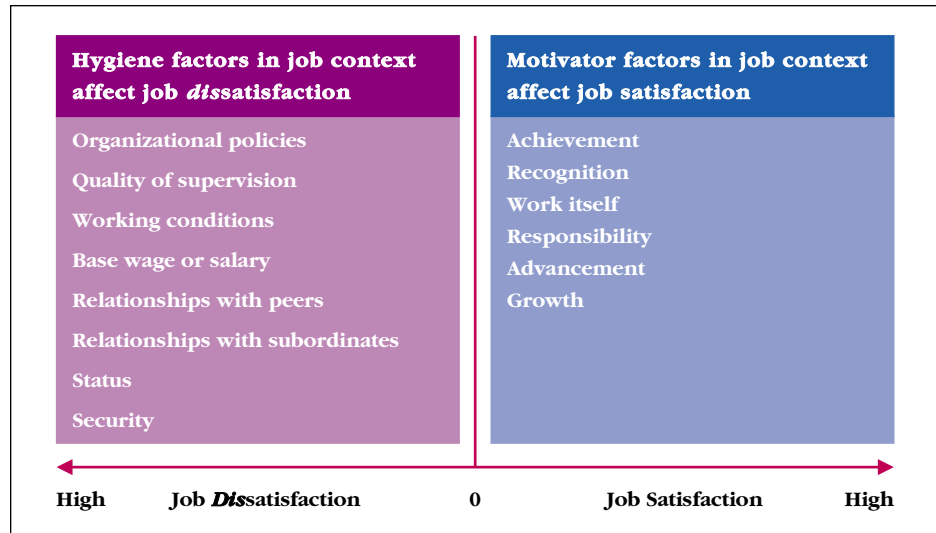 Hygiene factors in job context
affect job dissatisfaction
Organizational policies
Quality of supervision
Working conditions
Base wage or salary
Relationships with peers
Relationships with subordinates
Status
Security
Motivator factors in job context
affect job satisfaction
Achievement
Recognition
Work itself
Responsibility
Advancement
Growth
High Job Dissatisfaction 0 Job Satisfaction High